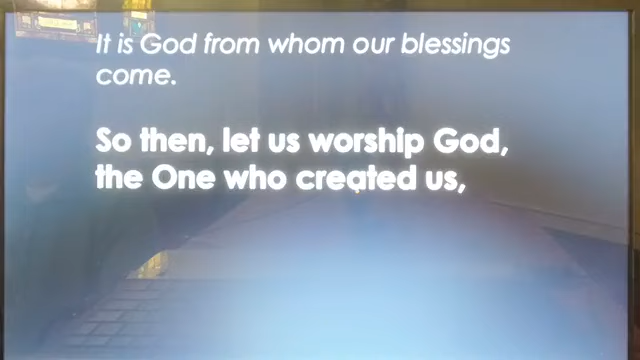 It is God from whom our blessings
come.
So then, let us worship God,
the One who created us,